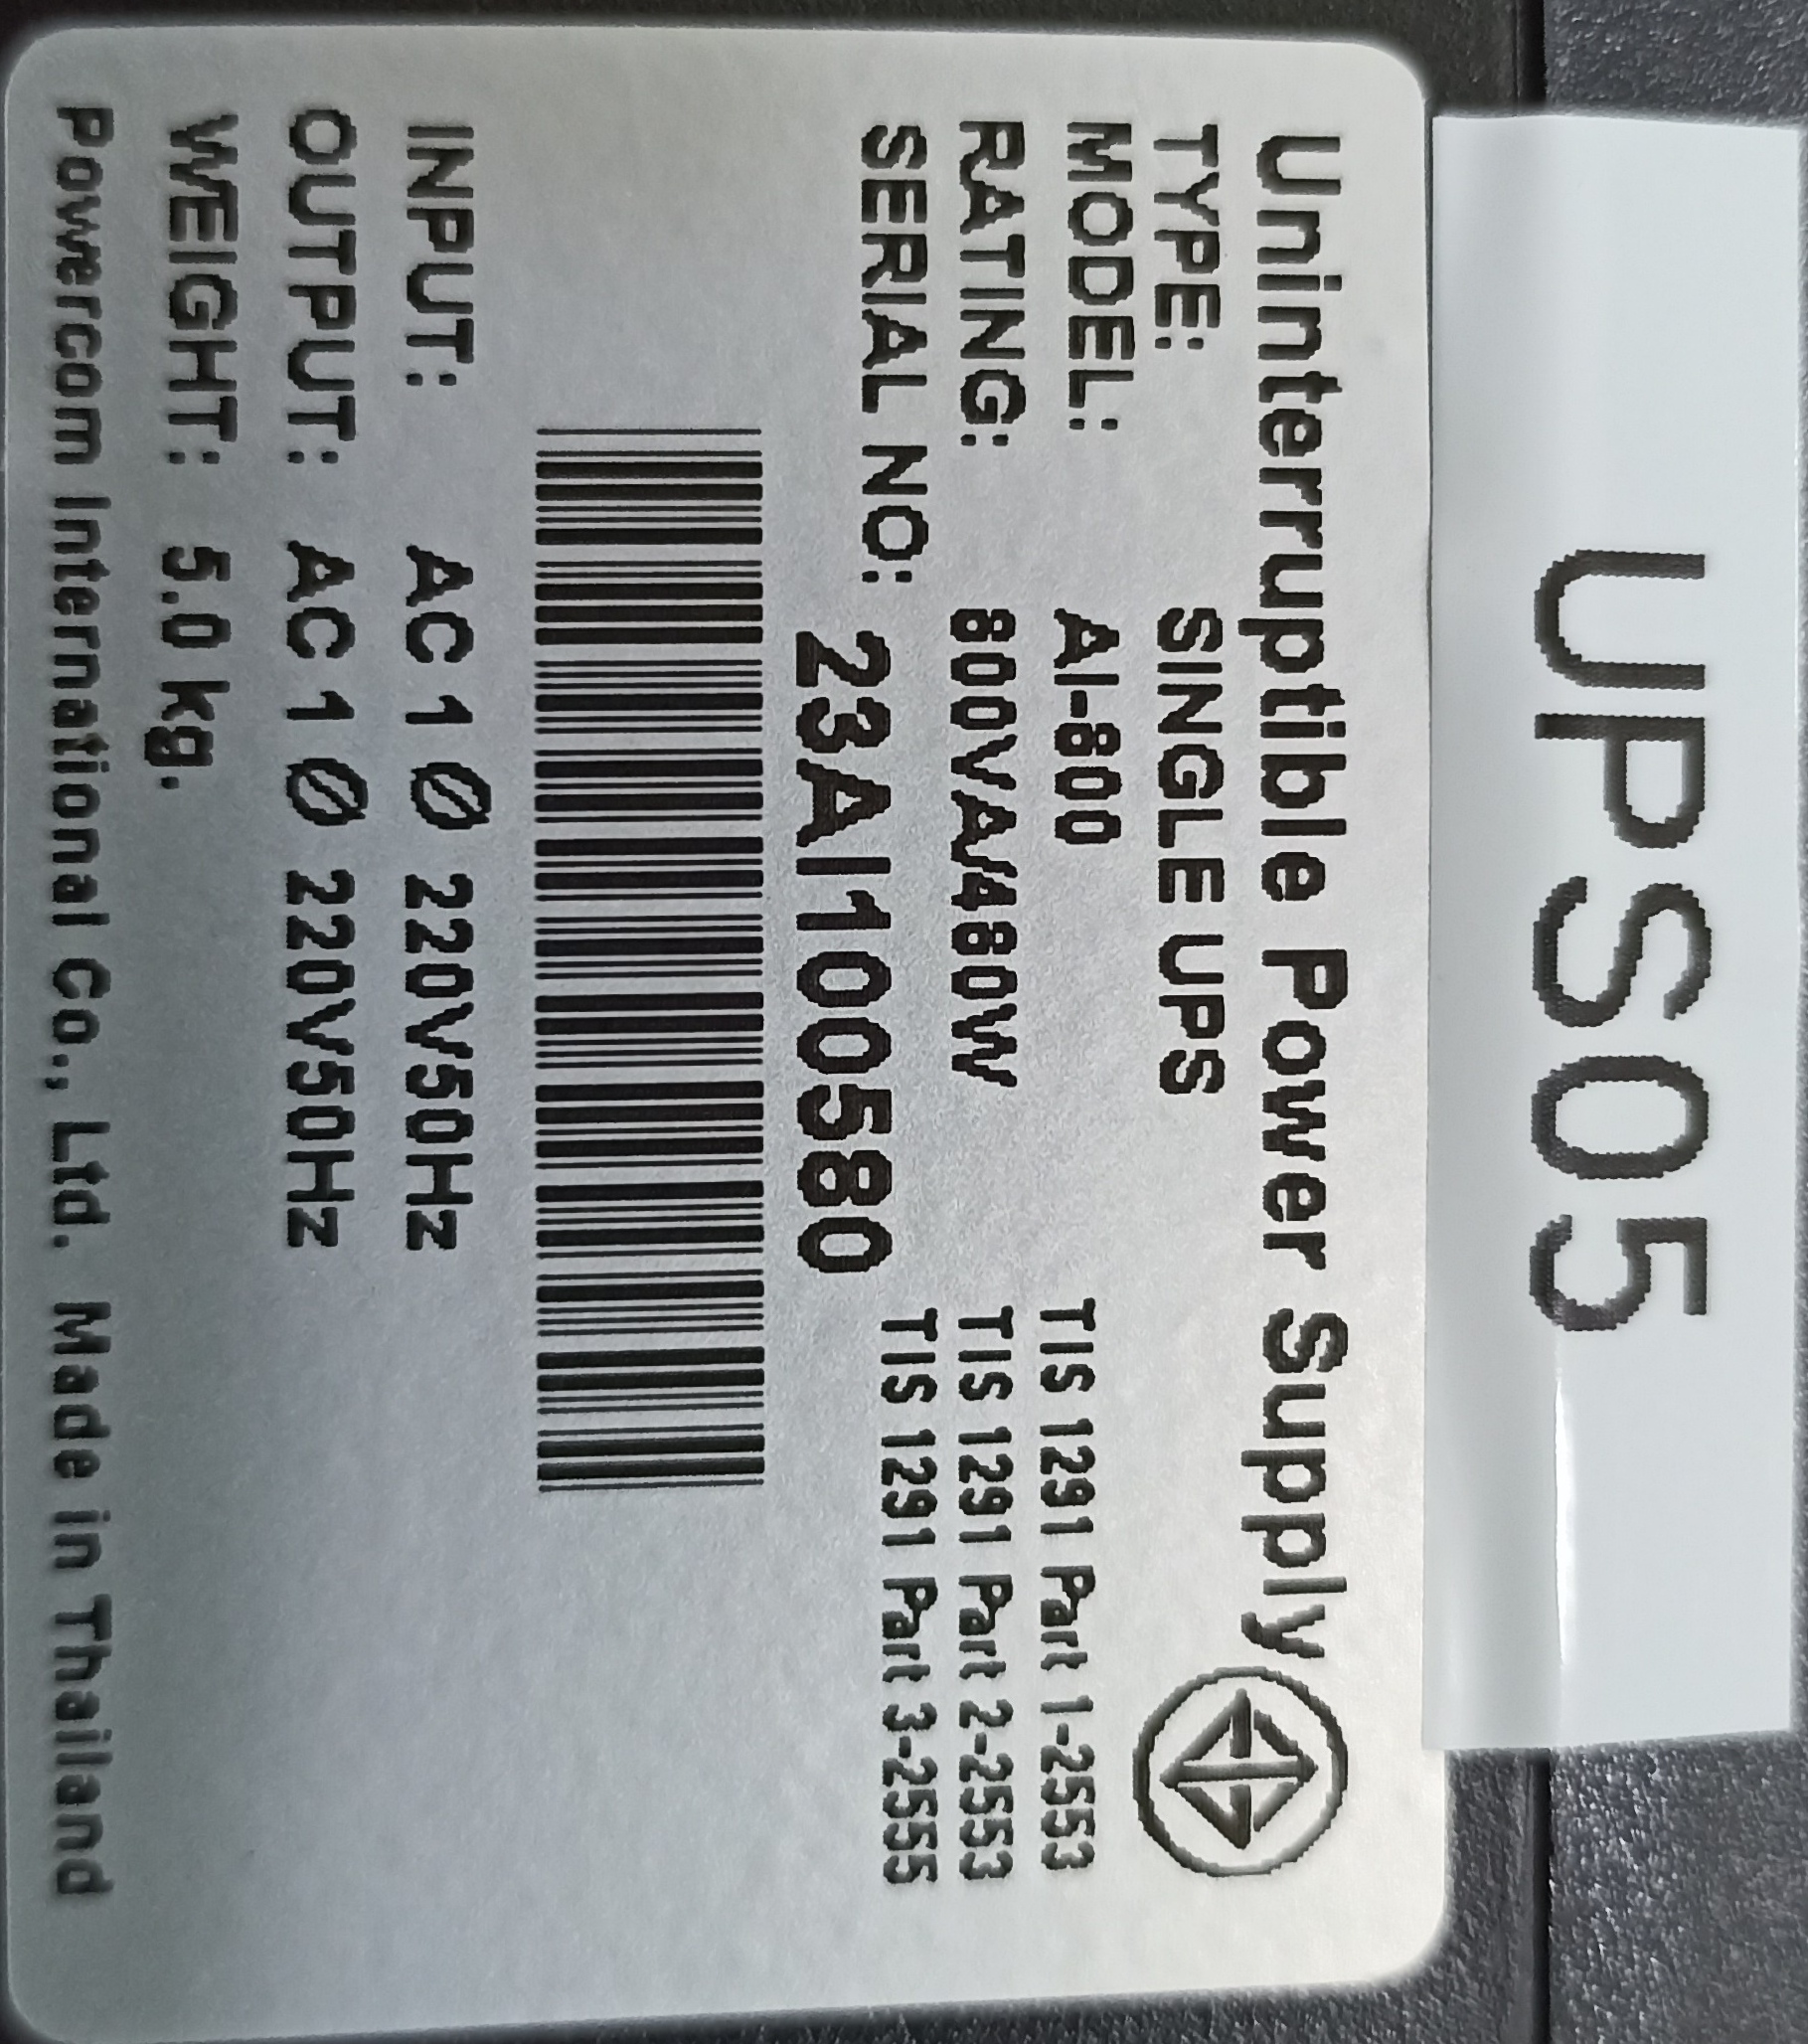 UPS05
Uninterruptible Power Supply
TYPE: SINGLE UPS
MODEL: AI-800
RATING: 800VA/480W
SERIAL NO: 23AI100580
TIS 1291 Part 1-2553
TIS 1291 Part 2-2553
TIS 1291 Part 3-2555
INPUT: AC 1 Ø 220V50Hz
OUTPUT: AC 1 Ø 220V50Hz
WEIGHT: 5.0 kg.
Powercom International Co., Ltd. Made in Thailand